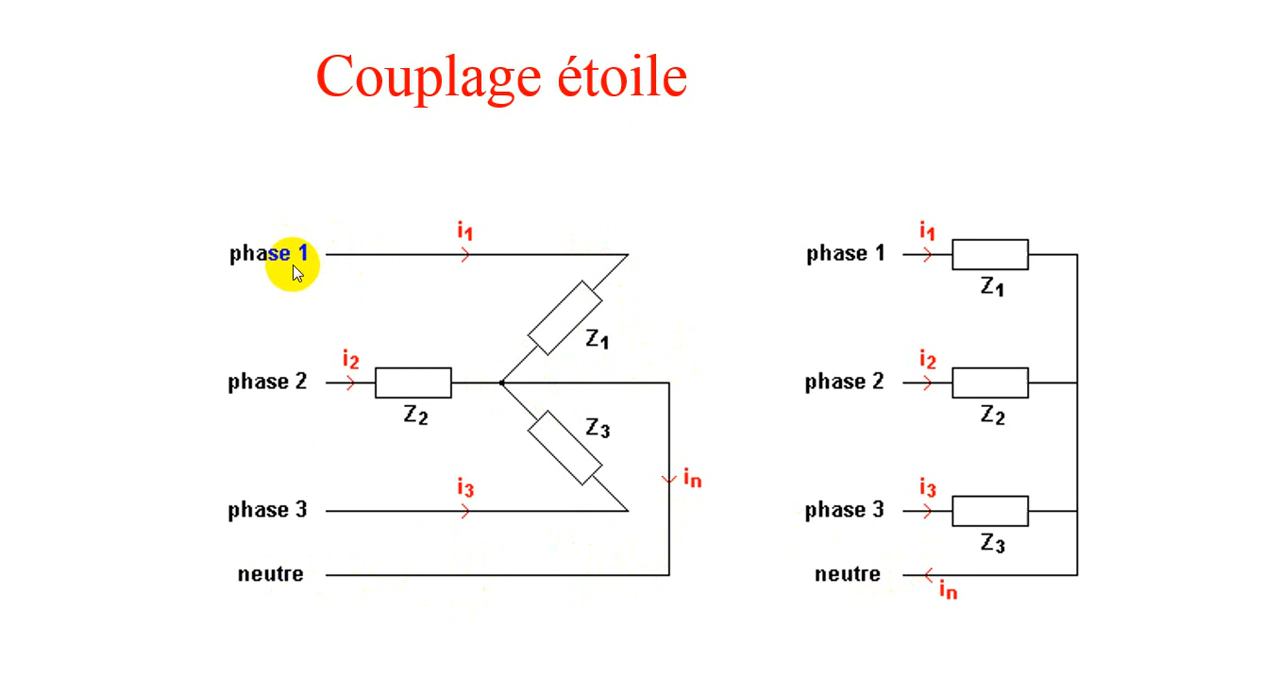 Couplage étoile
i1
phase 1
Z1
i2
phase 2
Z2
Z3
i3
phase 3
in
neutre
i1
phase 1
Z1
i2
phase 2
Z2
i3
phase 3
Z3
neutre
in